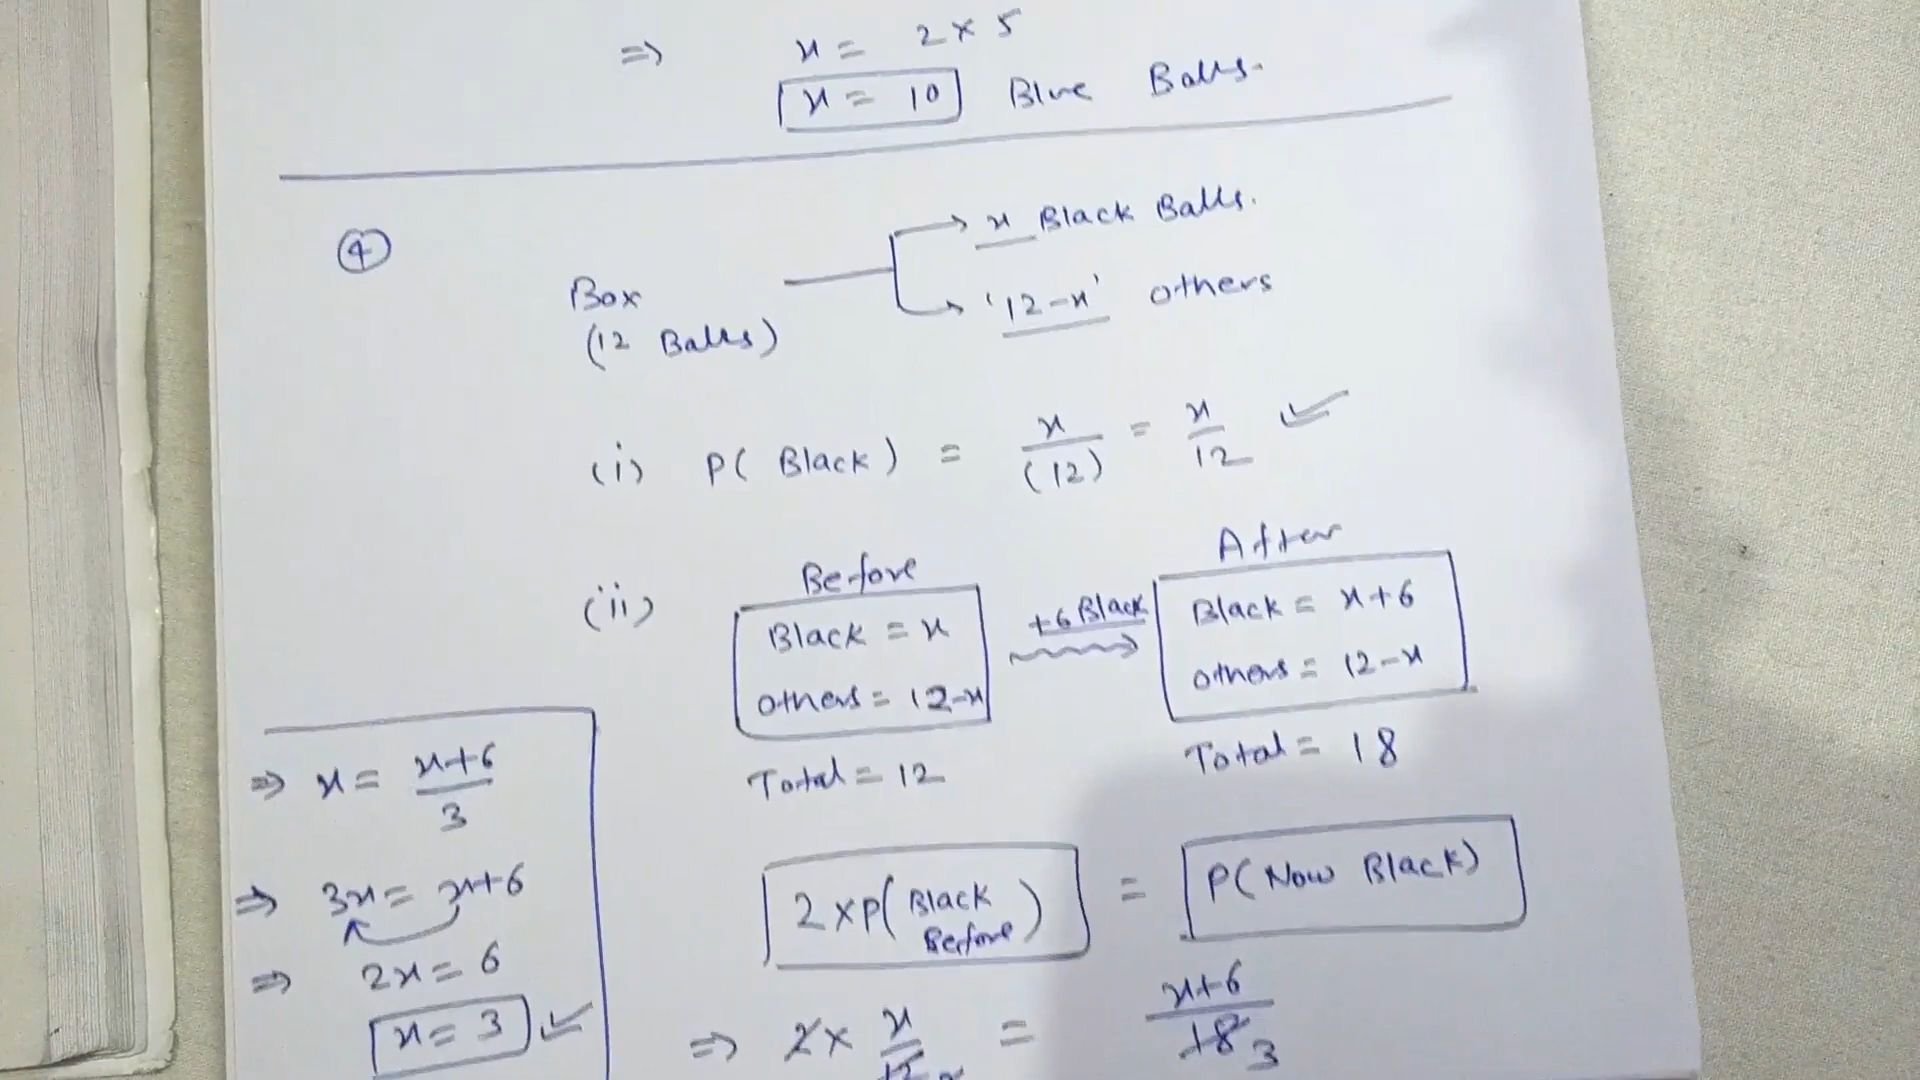 => x = 2 × 5
x = 10 Blue Balls.
4
Box
(12 Balls)
x Black Balls.
'12-x' others
(i) P( Black ) = x/(12) = x/12
(ii)
Before
Black = x
others = 12-x
Total = 12
+6 Black
After
Black = x+6
others = 12-x
Total = 18
2×P( Black Before ) = P( Now Black )
=> 2× x/12 = x+6/18 3
=> x = x+6/3
=> 3x = x+6
=> 2x = 6
x = 3